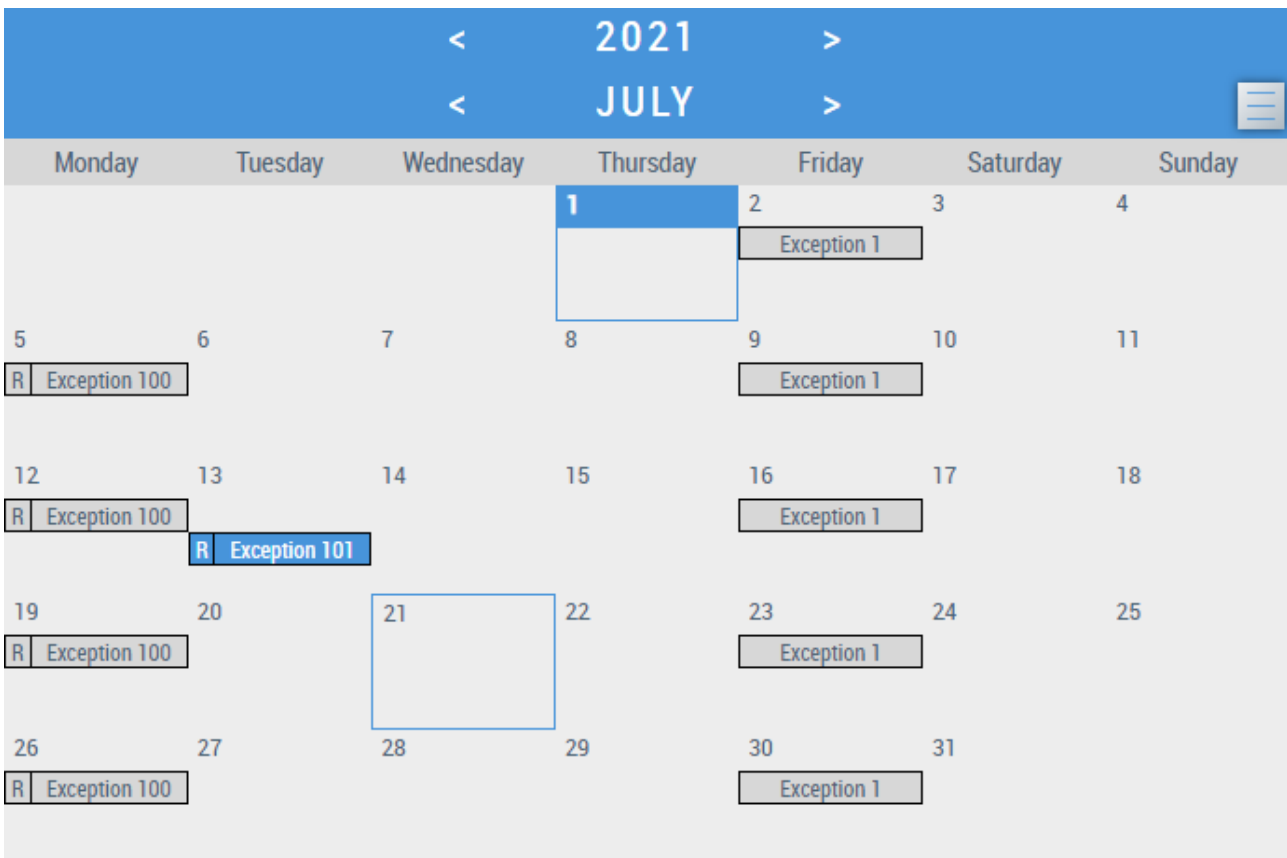 < 2021 >
< JULY >
Monday Tuesday Wednesday Thursday Friday Saturday Sunday
1 2 3 4
Exception 1
5 6 7 8 9 10 11
R Exception 100 Exception 1
12 13 14 15 16 17 18
R Exception 100 Exception 1
R Exception 101
19 20 21 22 23 24 25
R Exception 100 Exception 1
26 27 28 29 30 31
R Exception 100 Exception 1